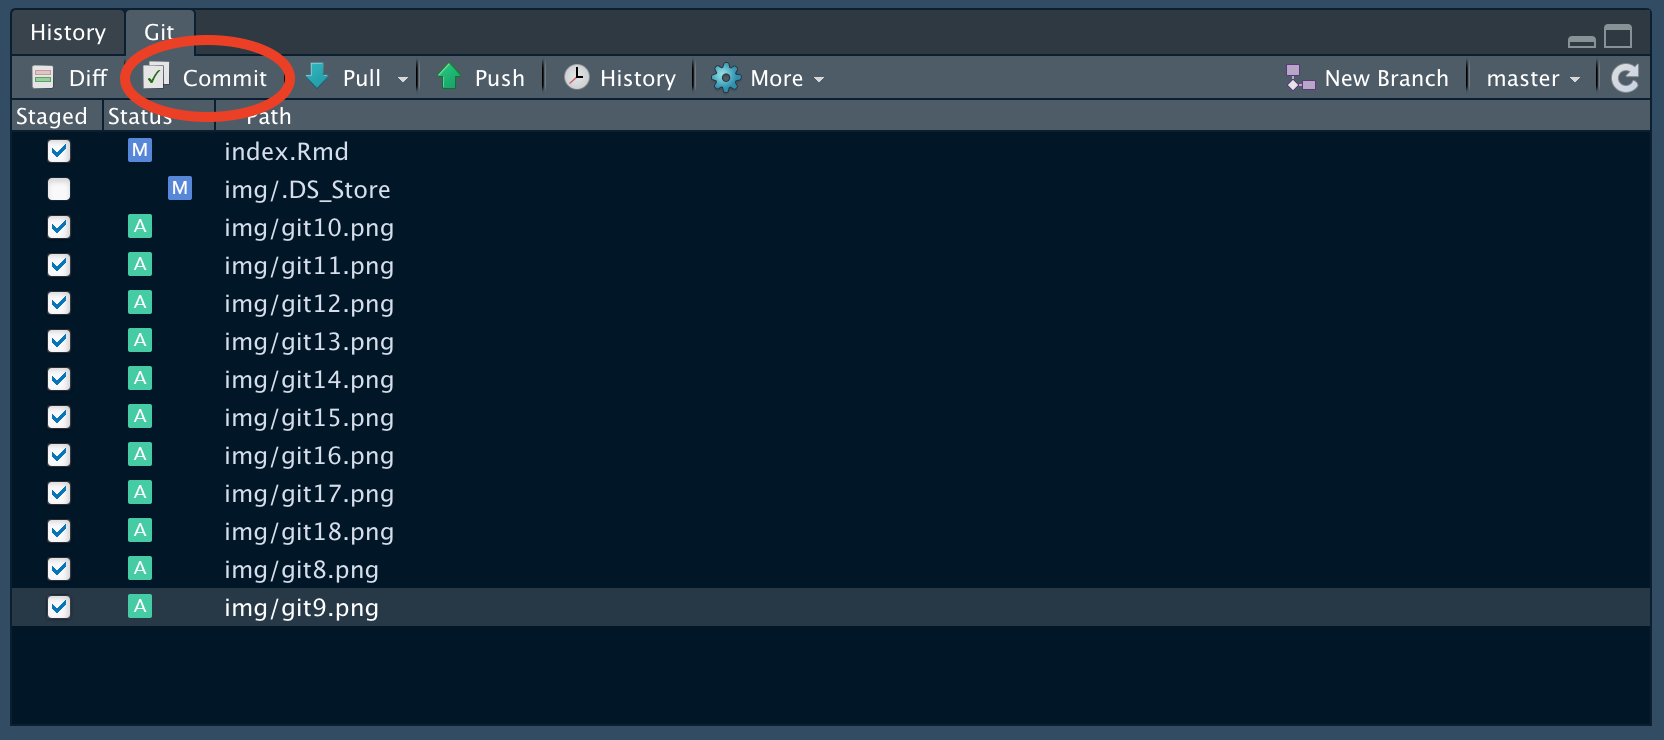 History Git
Diff Commit Pull Push History More New Branch master
Staged Status Path
M index.Rmd
M img/.DS_Store
A img/git10.png
A img/git11.png
A img/git12.png
A img/git13.png
A img/git14.png
A img/git15.png
A img/git16.png
A img/git17.png
A img/git18.png
A img/git8.png
A img/git9.png